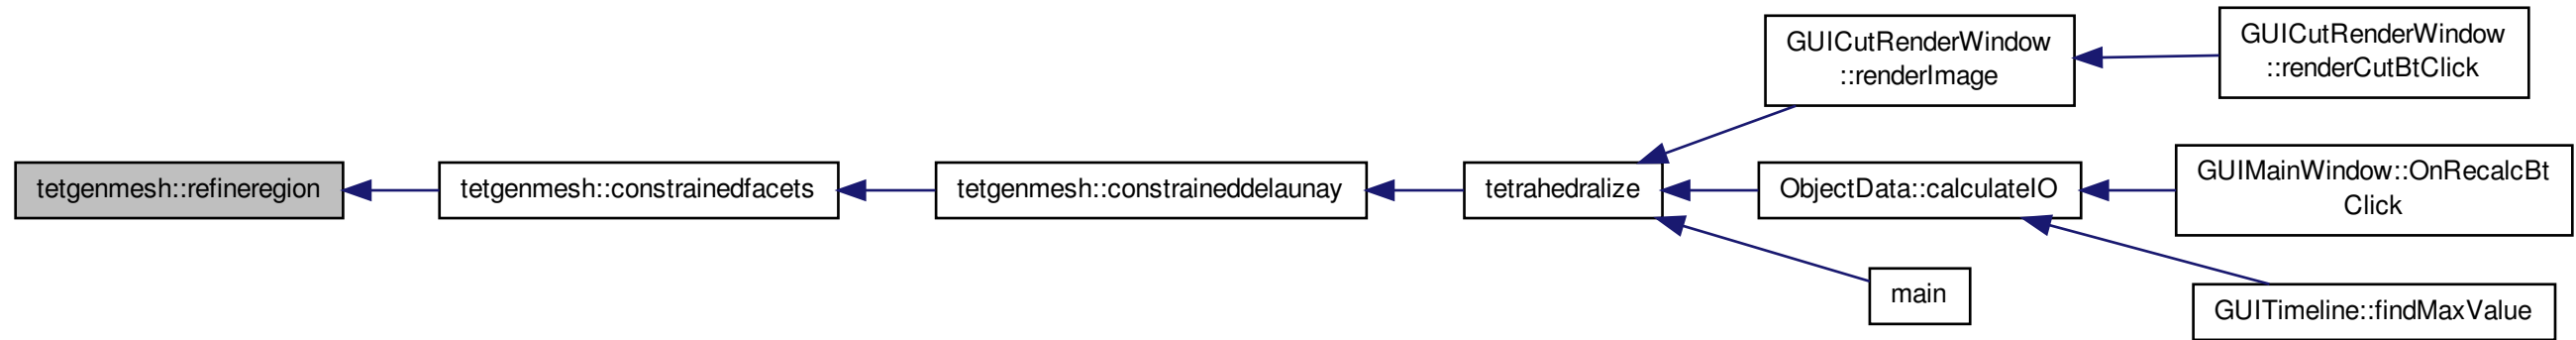 tetgenmesh::refineregion
tetgenmesh::constrainedfacets
tetgenmesh::constraineddelaunay
tetrahedralize
GUICutRenderWindow
::renderImage
GUICutRenderWindow
::renderCutBtClick
ObjectData::calculateIO
GUIMainWindow::OnRecalcBt
Click
main
GUITimeline::findMaxValue